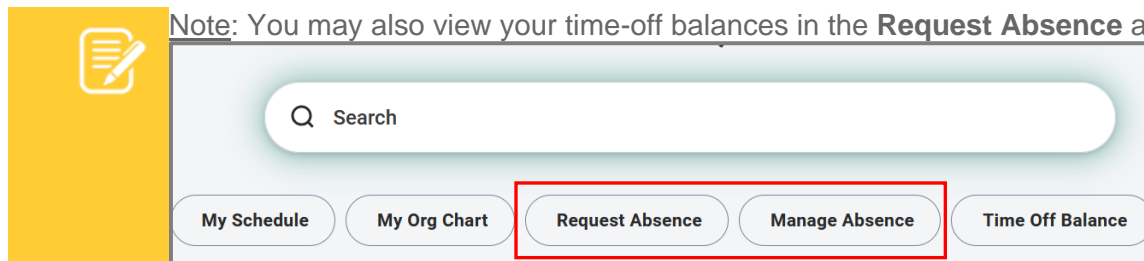 Note: You may also view your time-off balances in the Request Absence a
Search
My Schedule My Org Chart Request Absence Manage Absence Time Off Balance